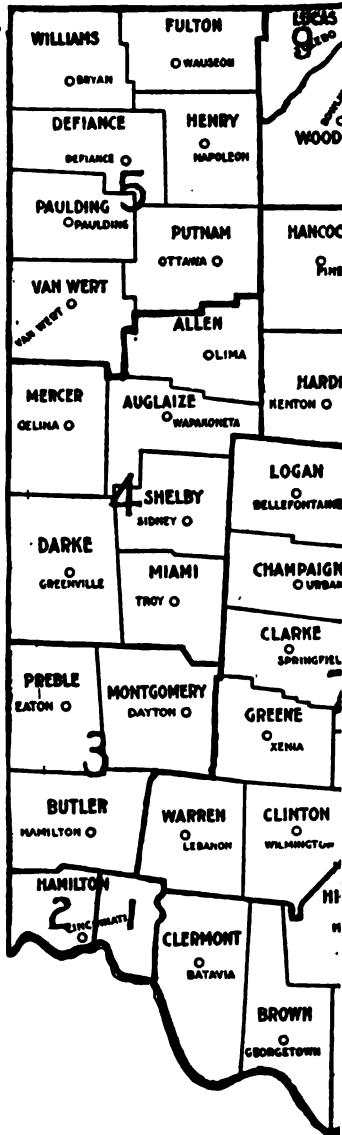 WILLIAMS
BRYAN
FULTON
WAUSEON
LUCAS
9
DEFIANCE
DEFIANCE
HENRY
NAPOLEON
WOOD
5
PAULDING
PAULDING
PUTNAM
OTTAWA
HANCOC
VAN WERT
VAN WERT
ALLEN
LIMA
MERCER
CELINA
AUGLAIZE
WAPAKONETA
HARDI
KENTON
4
SHELBY
SIDNEY
LOGAN
BELLEFONTAINE
DARKE
GREENVILLE
MIAMI
TROY
CHAMPAIGN
URBAN
CLARKE
SPRINGFIEL
PREBLE
EATON
MONTGOMERY
DAYTON
GREENE
XENIA
3
BUTLER
HAMILTON
WARREN
LEBANON
CLINTON
WILMINGTON
HAMILTON
2
CINCINNATI
1
CLERMONT
BATAVIA
HI
BROWN
GEORGETOWN